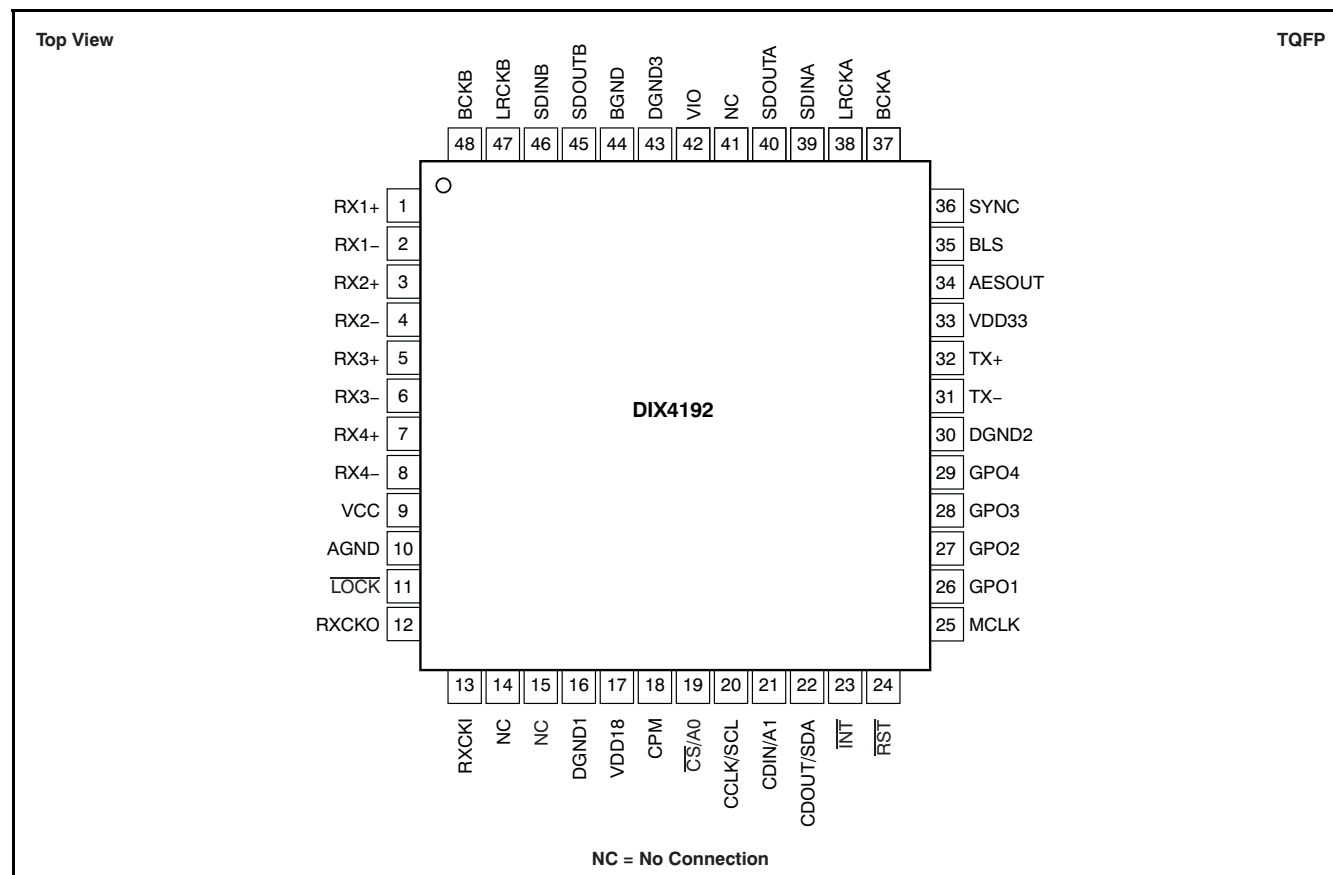 Top View
TQFP
BCKB
LRCKB
SDINB
SDOUTB
BGND
DGND3
VIO
NC
SDOUTA
SDINA
LRCKA
BCKA
48 47 46 45 44 43 42 41 40 39 38 37
RX1+ 1
RX1− 2
RX2+ 3
RX2− 4
RX3+ 5
RX3− 6
RX4+ 7
RX4− 8
VCC 9
AGND 10
LOCK 11
RXCKO 12
DIX4192
36 SYNC
35 BLS
34 AESOUT
33 VDD33
32 TX+
31 TX−
30 DGND2
29 GPO4
28 GPO3
27 GPO2
26 GPO1
25 MCLK
13 14 15 16 17 18 19 20 21 22 23 24
RXCKI
NC
NC
DGND1
VDD18
CPM
CS/A0
CCLK/SCL
CDIN/A1
CDOUT/SDA
INT
RST
NC = No Connection